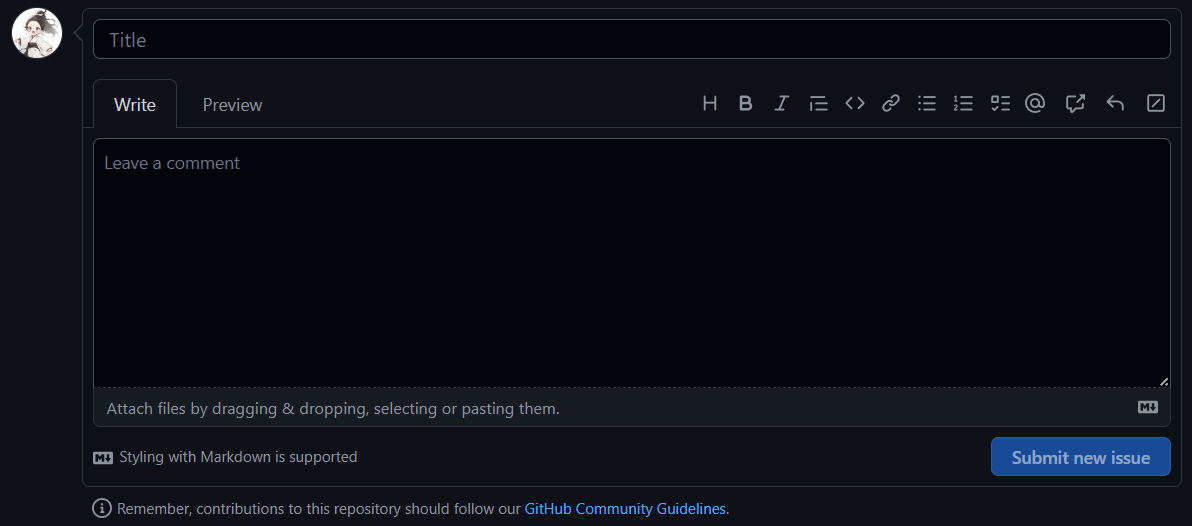 Title
Write Preview
Leave a comment
Attach files by dragging & dropping, selecting or pasting them.
Styling with Markdown is supported
Submit new issue
Remember, contributions to this repository should follow our GitHub Community Guidelines.